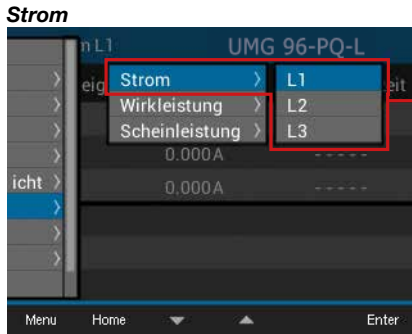 Strom
m L1 UMG 96-PQ-L
eig Strom > L1 eit
Wirkleistung > L2
Scheinleistung > L3
0.000A - - - - -
icht > 0.000A - - - - -
Menu Home Enter